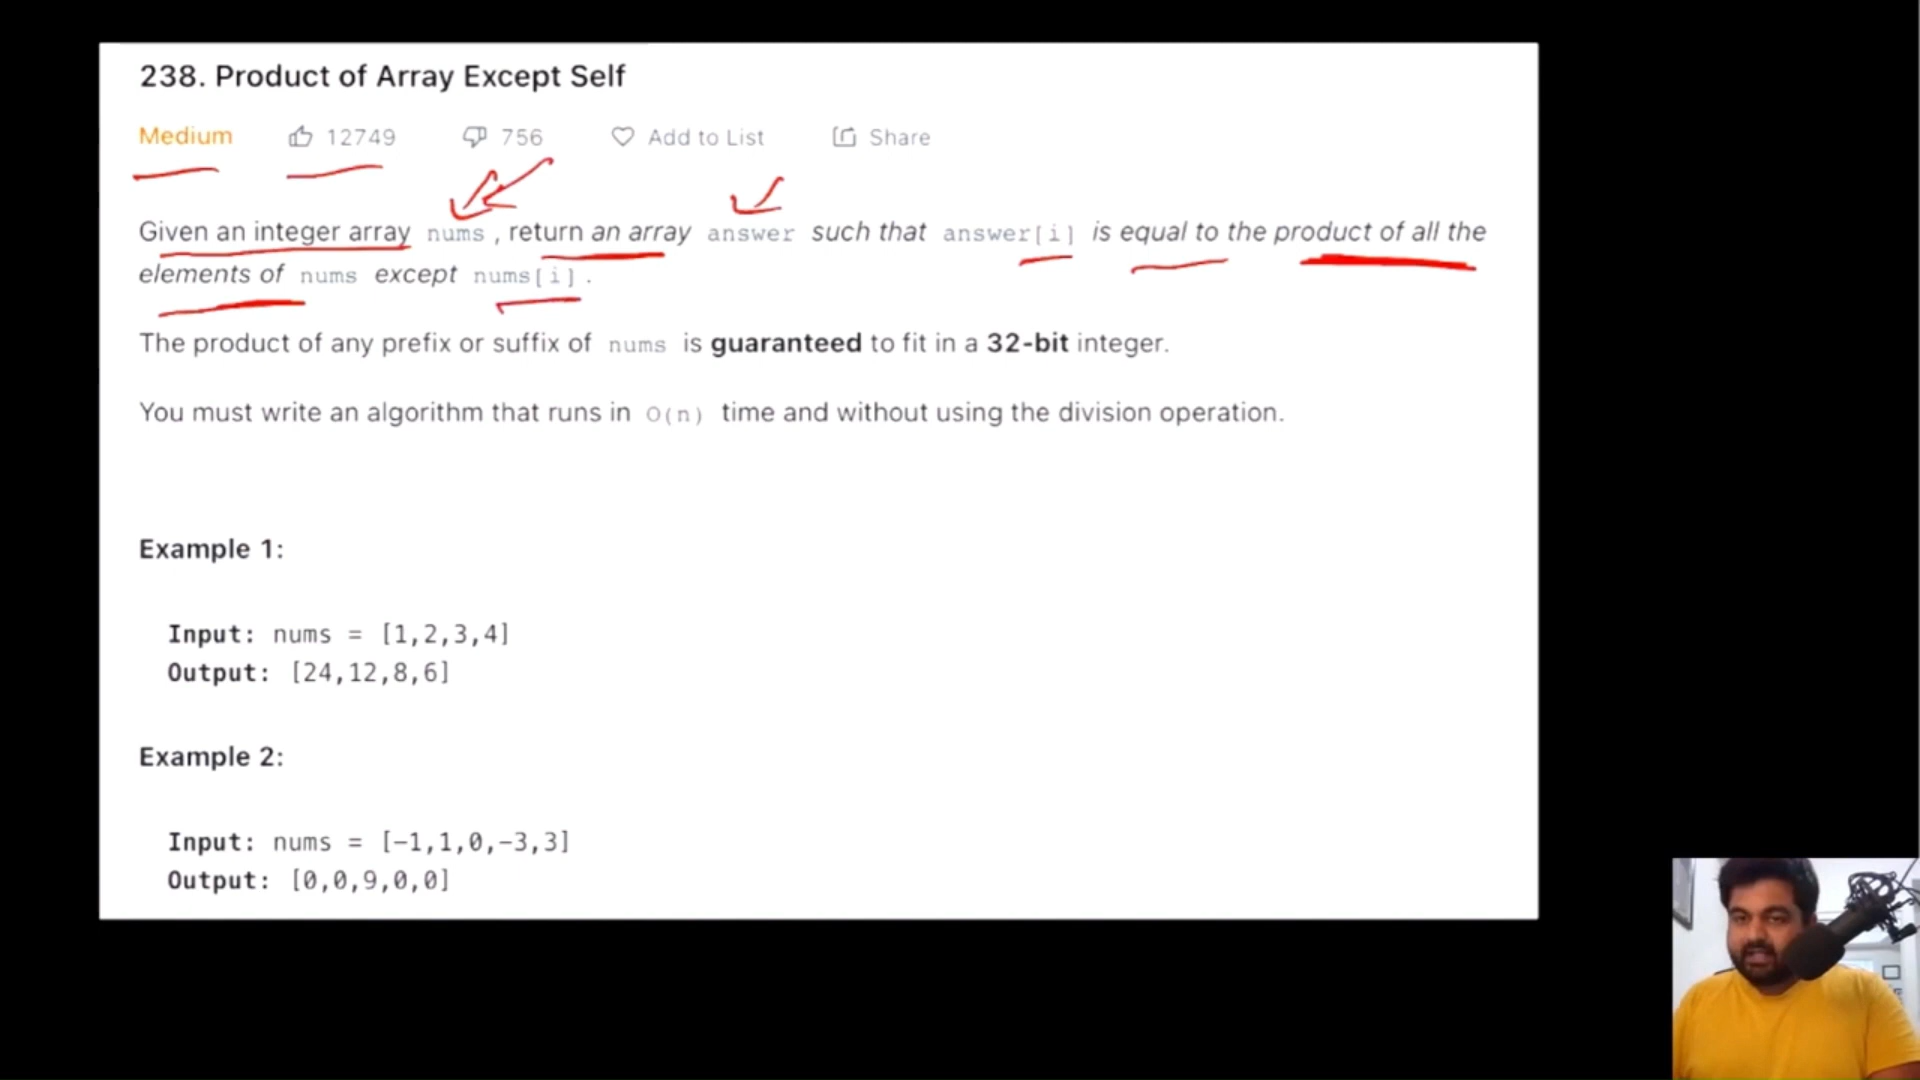 238. Product of Array Except Self
Medium 12749 756 Add to List Share
Given an integer array nums , return an array answer such that answer[i] is equal to the product of all the
elements of nums except nums[i] .
The product of any prefix or suffix of nums is guaranteed to fit in a 32-bit integer.
You must write an algorithm that runs in O(n) time and without using the division operation.
Example 1:
Input: nums = [1,2,3,4]
Output: [24,12,8,6]
Example 2:
Input: nums = [-1,1,0,-3,3]
Output: [0,0,9,0,0]